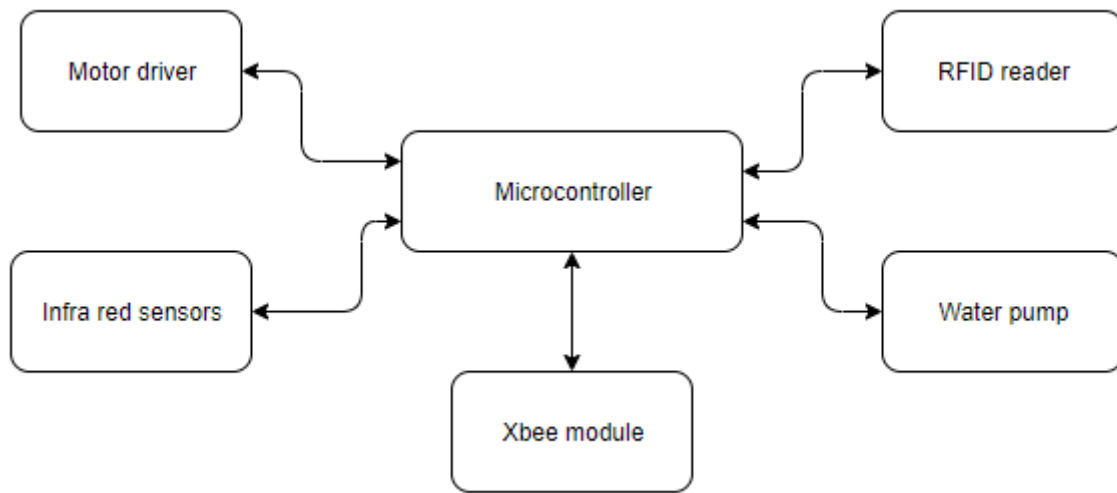 Motor driver
RFID reader
Microcontroller
Infra red sensors
Water pump
Xbee module